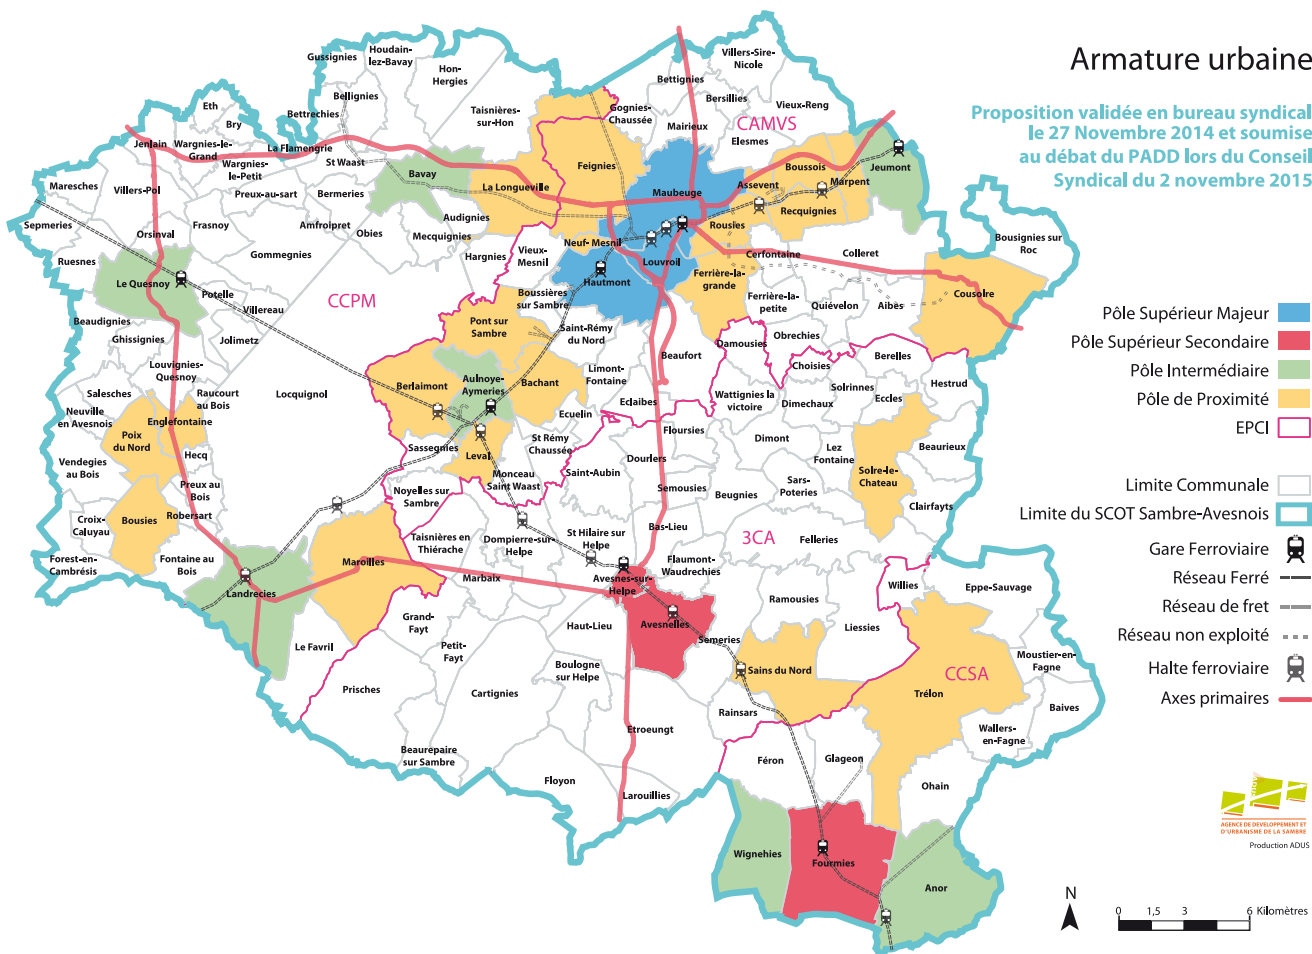 Armature urbaine
Proposition validée en bureau syndical
le 27 Novembre 2014 et soumise
au débat du PADD lors du Conseil
Syndical du 2 novembre 2015
Pôle Supérieur Majeur
Pôle Supérieur Secondaire
Pôle Intermédiaire
Pôle de Proximité
EPCI
Limite Communale
Limite du SCOT Sambre-Avesnois
Gare Ferroviaire
Réseau Ferré
Réseau de fret
Réseau non exploité
Halte ferroviaire
Axes primaires
AGENCE DE DEVELOPPEMENT ET
D'URBANISME DE LA SAMBRE
Production ADUS
N
0 1,5 3 6 Kilomètres
CAMVS
CCPM
3CA
CCSA
Houdain-
lez-Bavay
Gussignies
Hon-
Hergies
Bellignies
Bettrechies
Taisnières-
sur-Hon
Eth
Bry
Jenlain
Wargnies-le-
Grand
Wargnies-
le-Petit
La Flamengrie
St Waast
Bavay
Maresches
Villers-Pol
Preux-au-sart
Bermeries
La Longueville
Sepmeries
Orsinval
Frasnoy
Amfroipret
Obies
Audignies
Mecquignies
Gommegnies
Hargnies
Vieux-
Mesnil
Ruesnes
Le Quesnoy
Potelle
Villereau
Beaudignies
Ghissignies
Jolimetz
Louvignies-
Quesnoy
Raucourt
au Bois
Salesches
Neuville
en Avesnois
Englefontaine
Poix
du Nord
Hecq
Locquignol
Vendegies
au Bois
Preux au
Bois
Robersart
Bousies
Croix-
Caluyau
Forest-en-
Cambrésis
Fontaine au
Bois
Landrecies
Maroilles
Le Favril
Villers-Sire-
Nicole
Bettignies
Bersillies
Vieux-Reng
Gognies-
Chaussée
Mairieux
Elesmes
Feignies
Maubeuge
Assevent
Boussois
Marpent
Jeumont
Recquignies
Rousies
Neuf- Mesnil
Louvroil
Hautmont
Cerfontaine
Colleret
Bousignies sur
Roc
Ferrière-la-
grande
Ferrière-la-
petite
Quiévelon
Aibes
Cousolre
Boussières
sur Sambre
Pont sur
Sambre
Saint-Rémy
du Nord
Obrechies
Damousies
Choisies
Berelles
Beaufort
Limont-
Fontaine
Berlaimont
Aulnoye-
Aymeries
Bachant
Eclaibes
Ecuelin
Wattignies la
victoire
Dimechaux
Solrinnes
Eccles
Hestrud
Sassegnies
Leval
St Rémy
Chaussée
Monceau
Saint Waast
Saint-Aubin
Floursies
Dourlers
Dimont
Lez
Fontaine
Beaurieux
Solre-le-
Chateau
Noyelles sur
Sambre
Semousies
Beugnies
Sars-
Poteries
Clairfayts
Taisnières en
Thiérache
Dompierre-sur-
Helpe
St Hilaire sur
Helpe
Bas-Lieu
Felleries
Flaumont-
Waudrechies
Marbaix
Avesnes-sur-
Helpe
Avesnelles
Ramousies
Willies
Eppe-Sauvage
Liessies
Grand-
Fayt
Petit-
Fayt
Haut-Lieu
Semeries
Boulogne
sur Helpe
Sains du Nord
Moustier-en-
Fagne
Prisches
Cartignies
Trélon
Baives
Rainsars
Wallers-
en-Fagne
Etroeungt
Beaurepaire
sur Sambre
Floyon
Larouillies
Féron
Glageon
Ohain
Wignehies
Fourmies
Anor